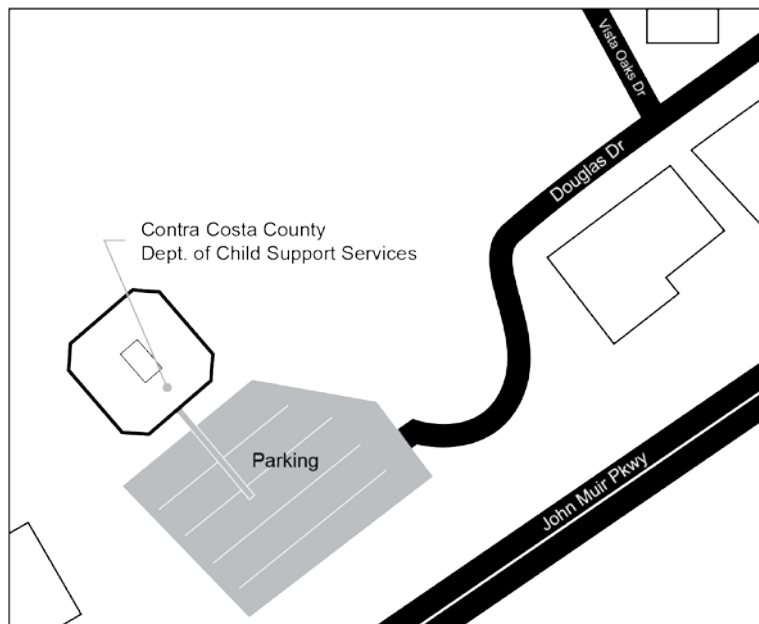 Vista Oaks Dr
Douglas Dr
Contra Costa County
Dept. of Child Support Services
Parking
John Muir Pkwy